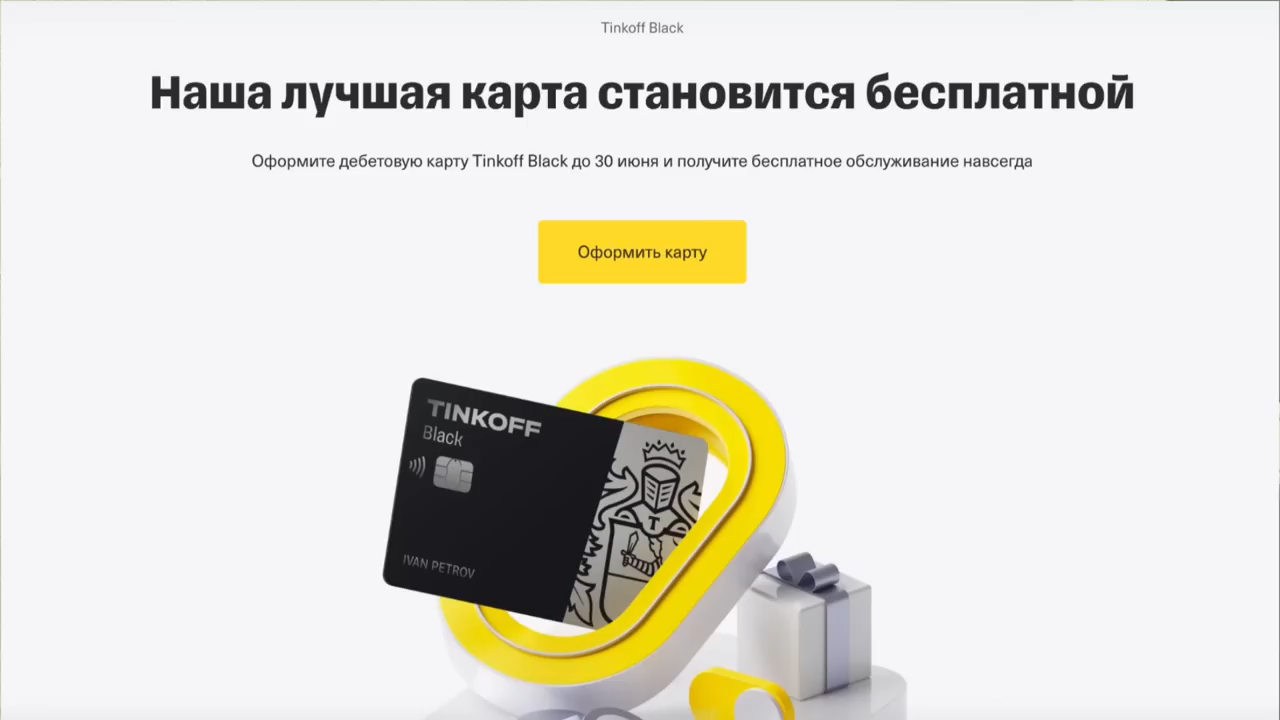 Tinkoff Black
Наша лучшая карта становится бесплатной
Оформите дебетовую карту Tinkoff Black до 30 июня и получите бесплатное обслуживание навсегда
Оформить карту
TINKOFF
Black
T
IVAN PETROV